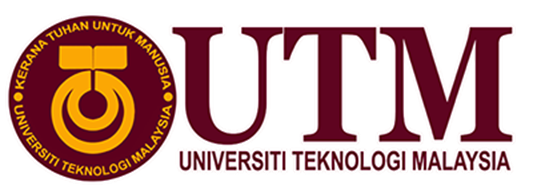 KERANA TUHAN UNTUK MANUSIA
UNIVERSITI TEKNOLOGI MALAYSIA
UTM
UNIVERSITI TEKNOLOGI MALAYSIA